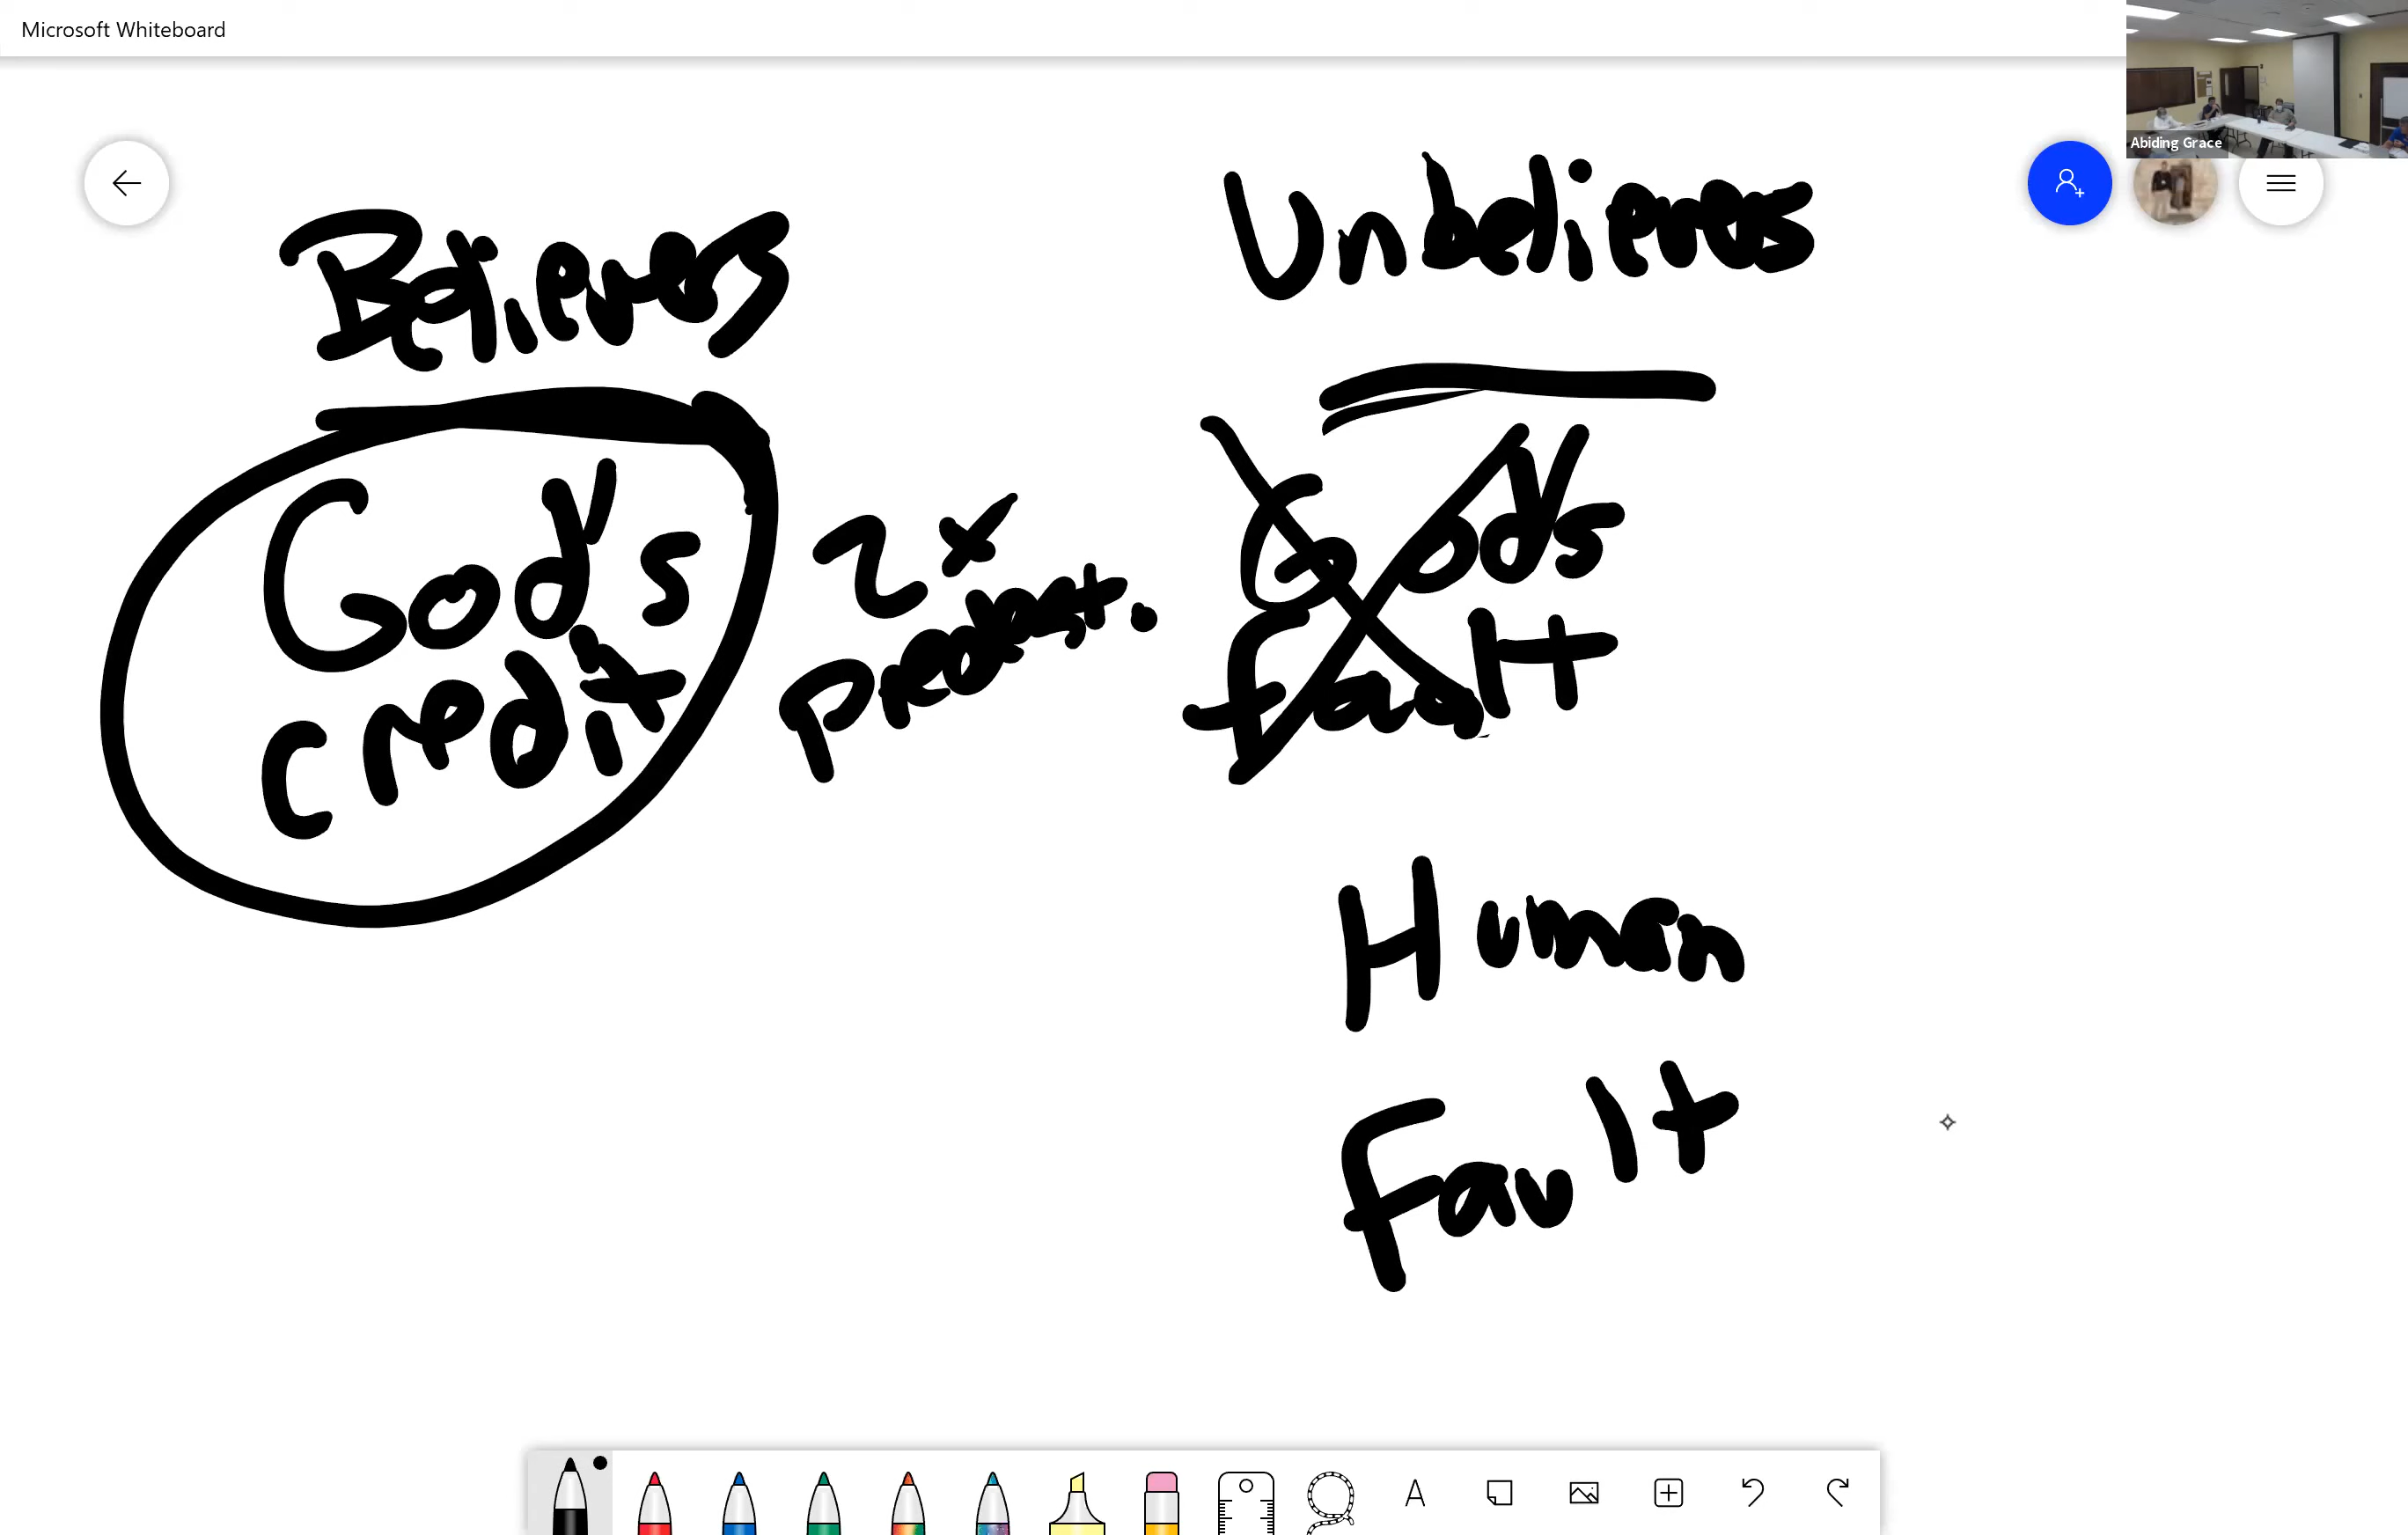 Microsoft Whiteboard
Abiding Grace
Believers
God's
credit
2x
predest.
Unbelievers
God's
fault
Human
Fault